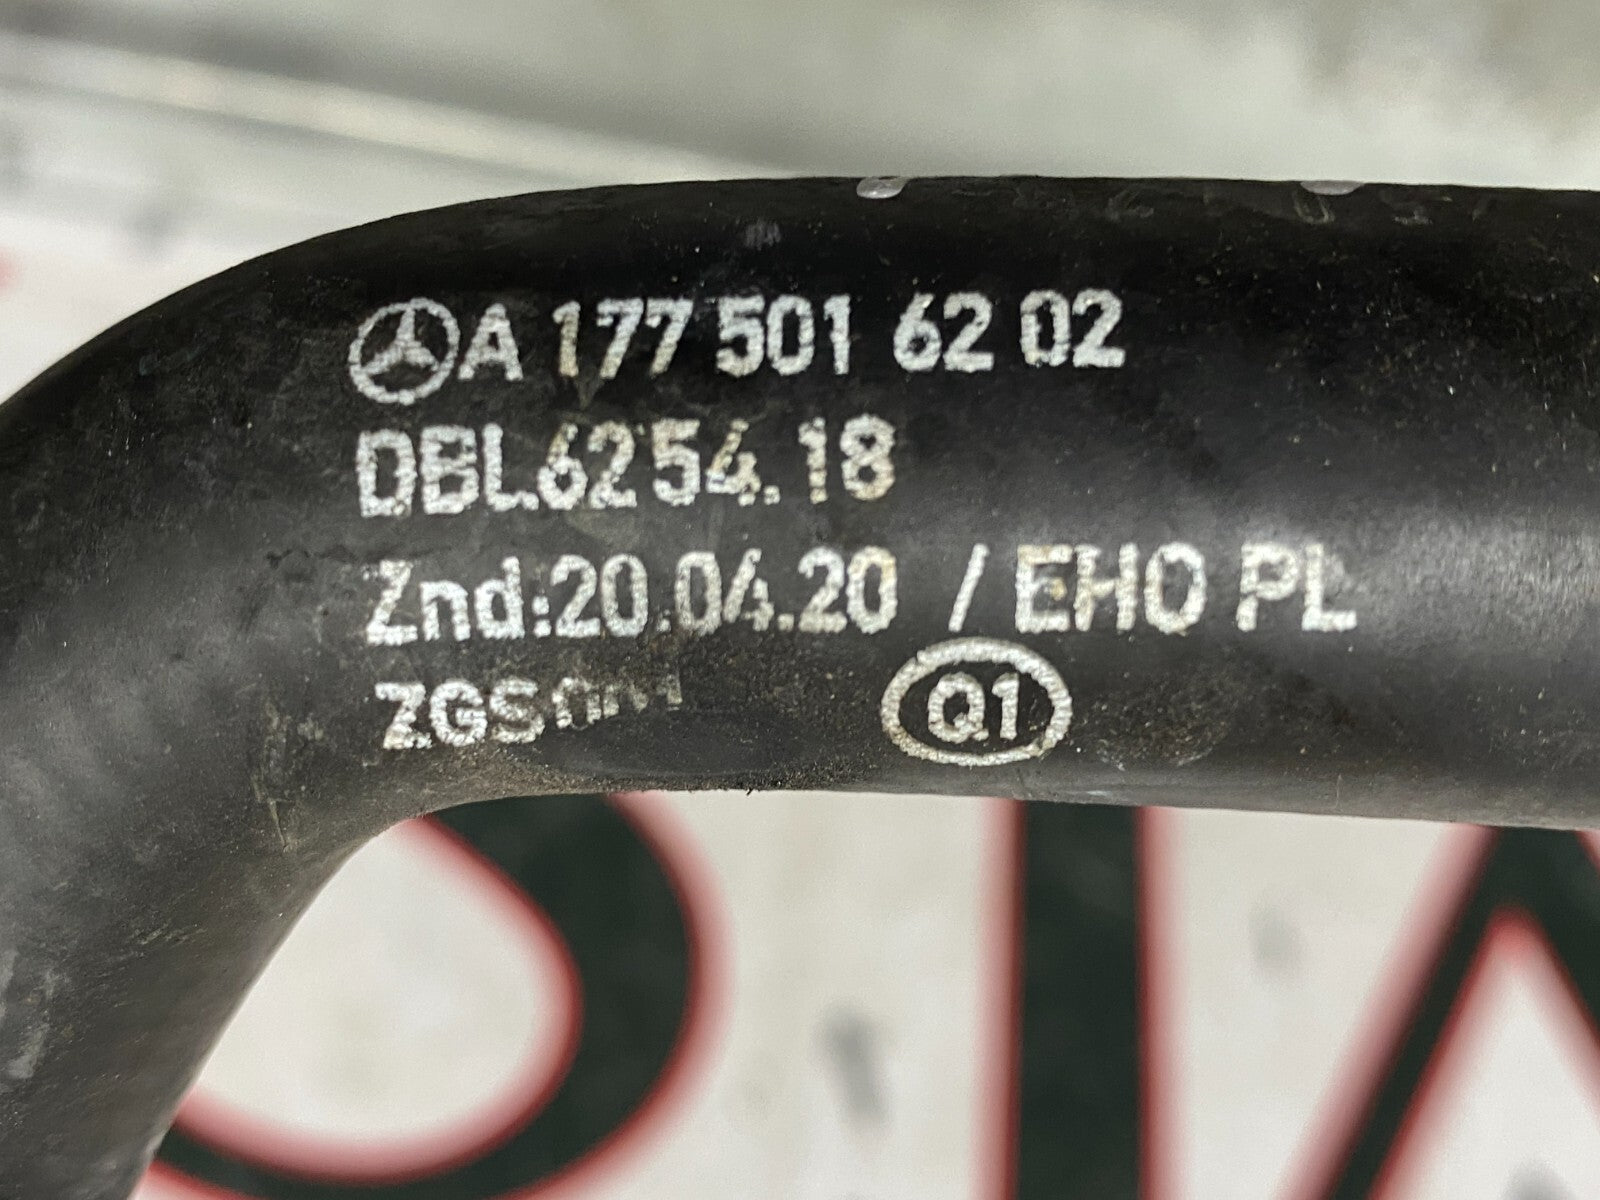 A 177 501 62 02
DBL6254.18
Znd:20.04.20 / EHO PL
Q1